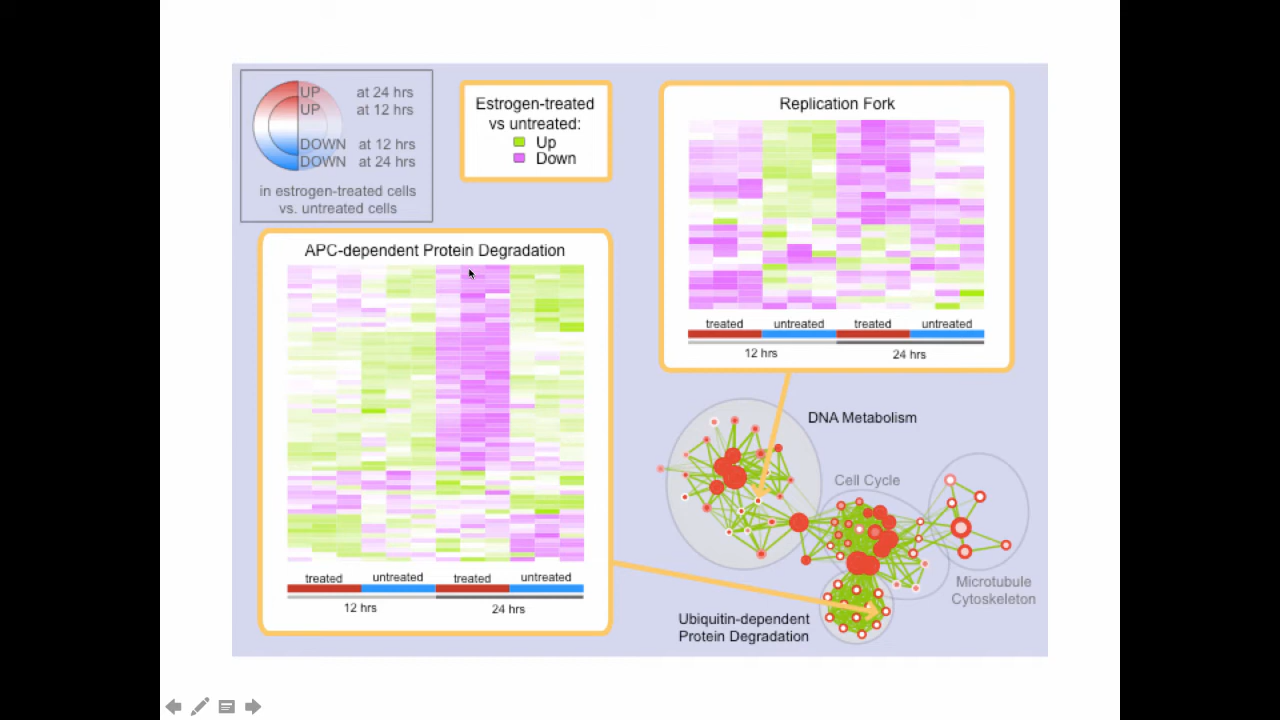 UP at 24 hrs
UP at 12 hrs
DOWN at 12 hrs
DOWN at 24 hrs
in estrogen-treated cells
vs. untreated cells
Estrogen-treated
vs untreated:
Up
Down
Replication Fork
treated untreated treated untreated
12 hrs 24 hrs
APC-dependent Protein Degradation
treated untreated treated untreated
12 hrs 24 hrs
DNA Metabolism
Cell Cycle
Microtubule
Cytoskeleton
Ubiquitin-dependent
Protein Degradation